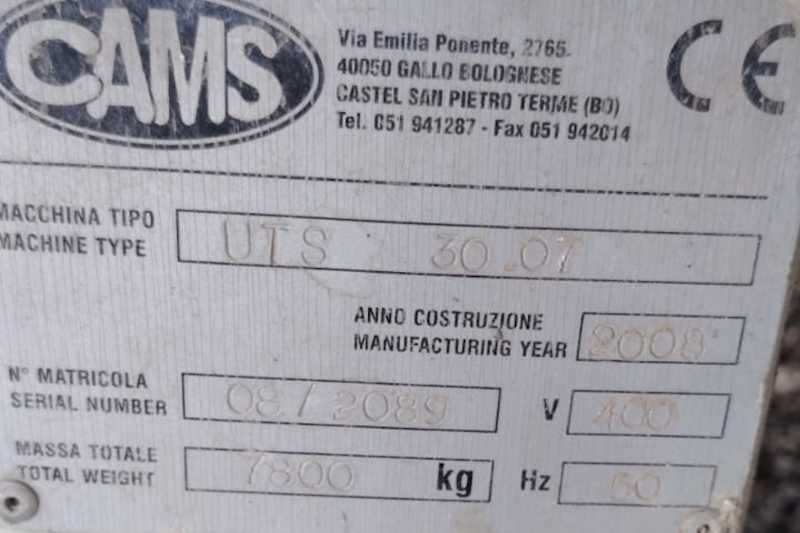 CAMS
Via Emilia Ponente, 2765
40050 GALLO BOLOGNESE
CASTEL SAN PIETRO TERME (BO)
Tel. 051 941287 - Fax 051 942014
CE
MACCHINA TIPO
MACHINE TYPE
UTS 30.07
ANNO COSTRUZIONE
MANUFACTURING YEAR
2008
N° MATRICOLA
SERIAL NUMBER
08/2089
V
400
MASSA TOTALE
TOTAL WEIGHT
7800 kg
Hz
50